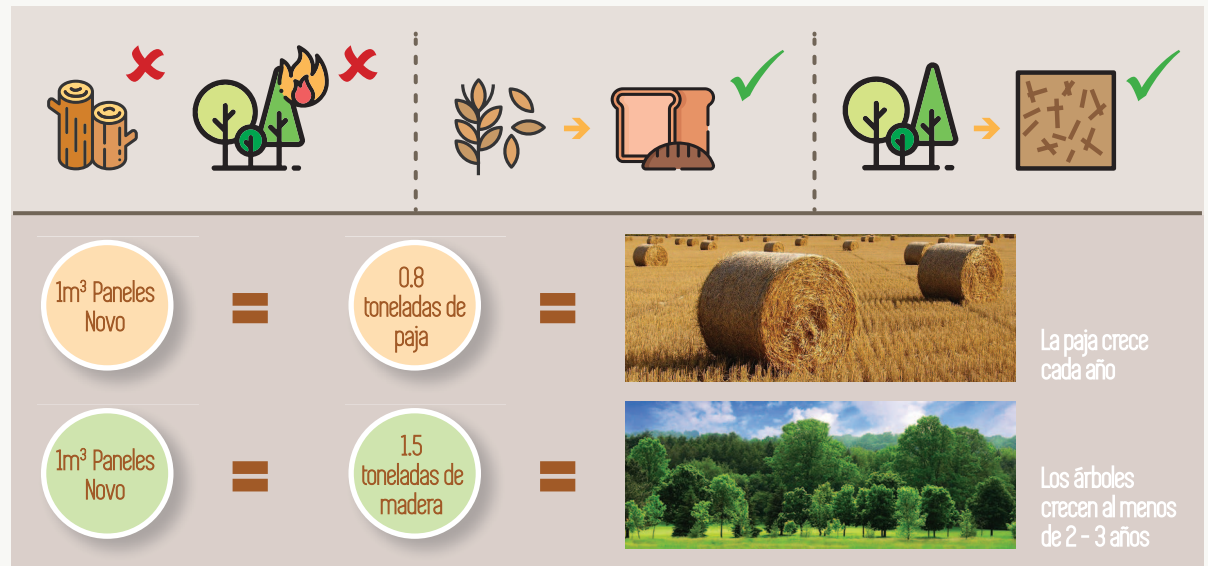 1m³ Paneles
Novo
=
0.8
toneladas de
paja
=
La paja crece
cada año
1m³ Paneles
Novo
=
1.5
toneladas de
madera
=
Los árboles
crecen al menos
de 2 - 3 años